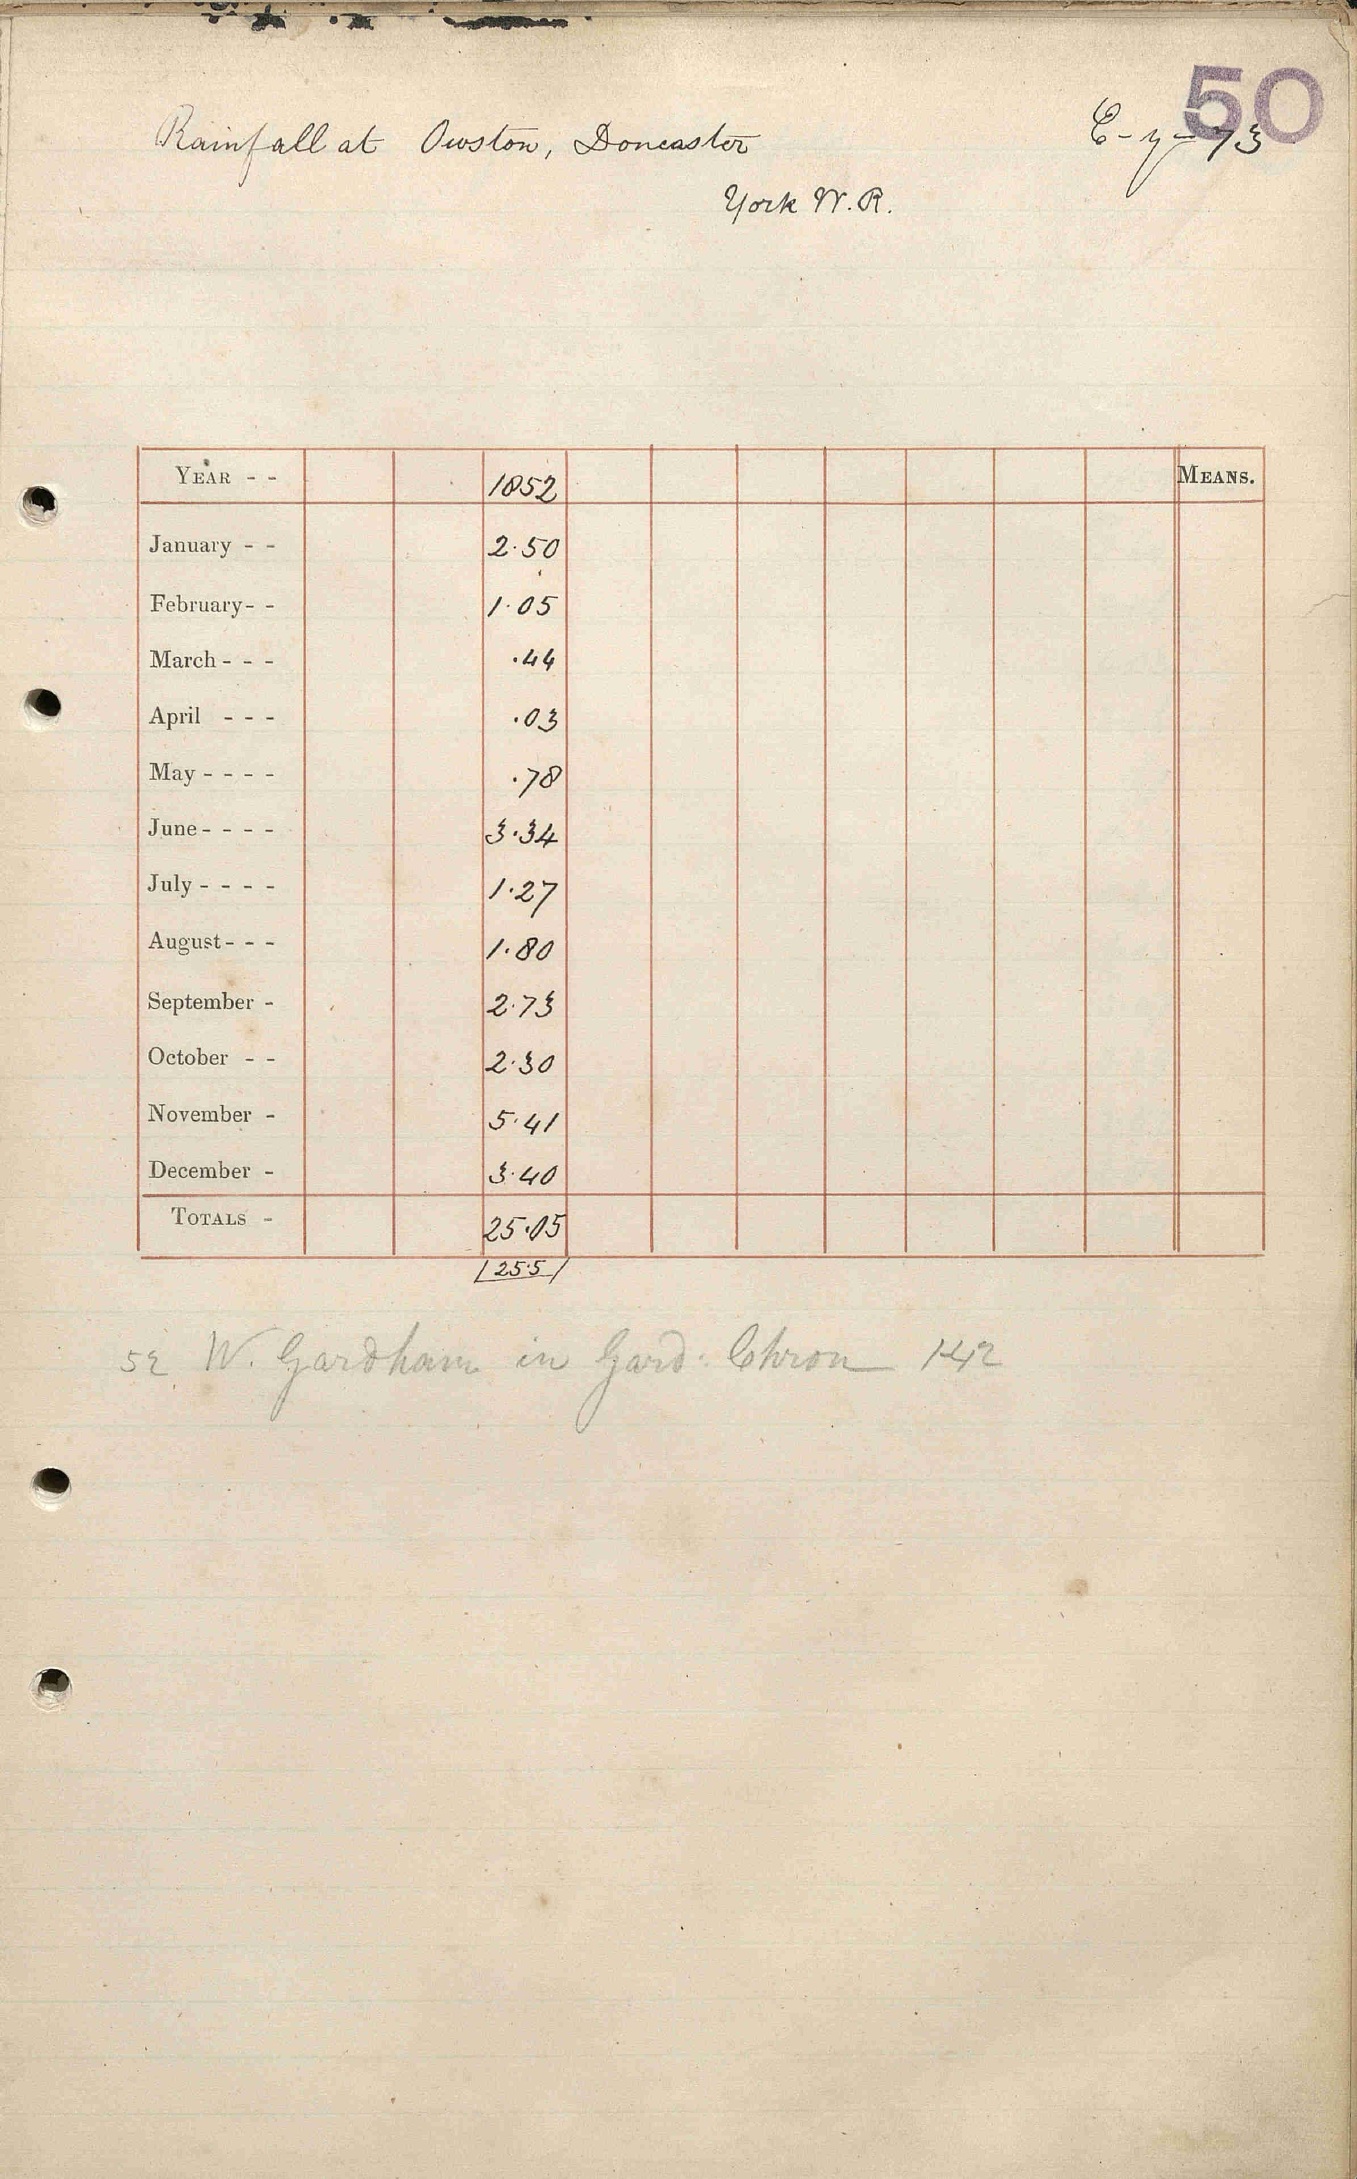 50
Rainfall at Owston, Doncaster E-y-73
York W.R.
YEAR - - 1852 MEANS.
January - - 2.50
February - - 1.05
March - - - .44
April - - - .03
May - - - - .78
June - - - - 3.34
July - - - - 1.27
August - - - 1.80
September - 2.73
October - - 2.30
November - 5.41
December - 3.40
TOTALS - 25.05
25.5
52 W. Gardham in Gard: Chron 142